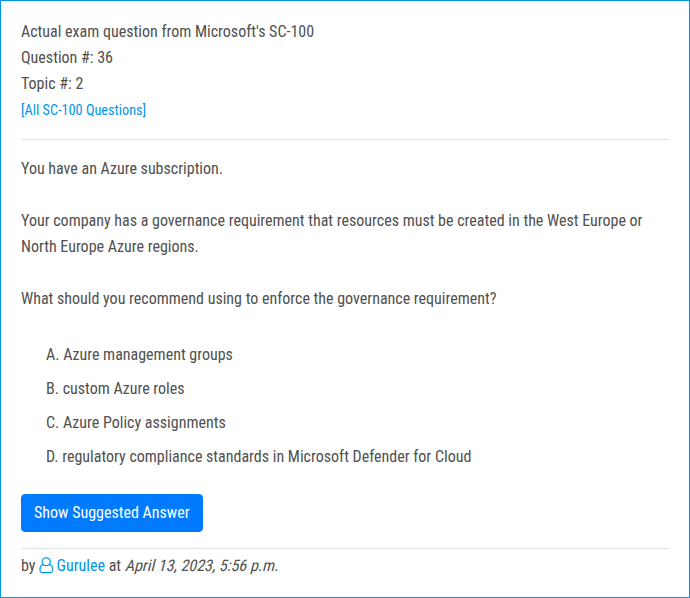 Actual exam question from Microsoft's SC-100
Question #: 36
Topic #: 2
[All SC-100 Questions]
You have an Azure subscription.
Your company has a governance requirement that resources must be created in the West Europe or
North Europe Azure regions.
What should you recommend using to enforce the governance requirement?
A. Azure management groups
B. custom Azure roles
C. Azure Policy assignments
D. regulatory compliance standards in Microsoft Defender for Cloud
Show Suggested Answer
by Gurulee at April 13, 2023, 5:56 p.m.